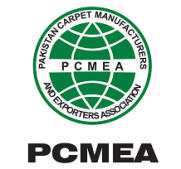 PAKISTAN CARPET MANUFACTURERS
PCMEA
AND EXPORTERS ASSOCIATION
PCMEA